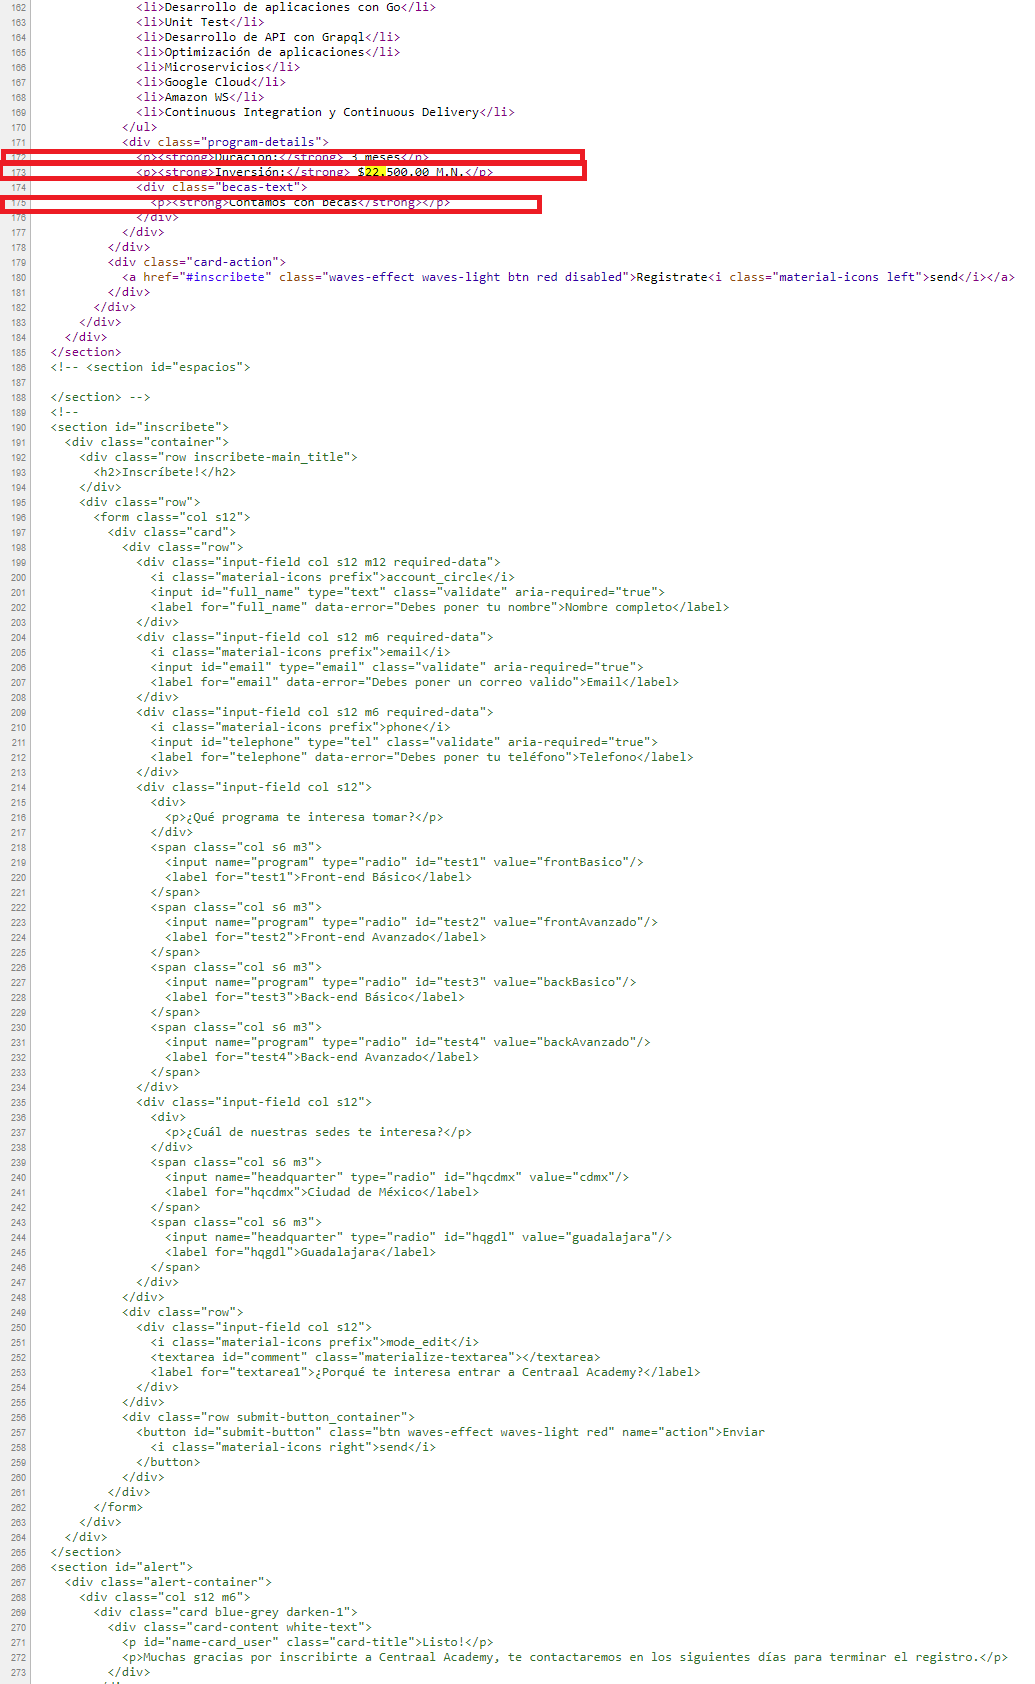 162 <li>Desarrollo de aplicaciones con Go</li>
163 <li>Unit Test</li>
164 <li>Desarrollo de API con Grapql</li>
165 <li>Optimización de aplicaciones</li>
166 <li>Microservicios</li>
167 <li>Google Cloud</li>
168 <li>Amazon WS</li>
169 <li>Continuous Integration y Continuous Delivery</li>
170 </ul>
171 <div class="program-details">
172 <p><strong>Duración:</strong> 3 meses</p>
173 <p><strong>Inversión:</strong> $22,500.00 M.N.</p>
174 <div class="becas-text">
175 <p><strong>Contamos con becas</strong></p>
176 </div>
177 </div>
178 </div>
179 <div class="card-action">
180 <a href="#inscribete" class="waves-effect waves-light btn red disabled">Registrate<i class="material-icons left">send</i></a>
181 </div>
182 </div>
183 </div>
184 </div>
185 </section>
186 <!-- <section id="espacios">
187
188 </section> -->
189 <!--
190 <section id="inscribete">
191 <div class="container">
192 <div class="row inscribete-main_title">
193 <h2>Inscríbete!</h2>
194 </div>
195 <div class="row">
196 <form class="col s12">
197 <div class="card">
198 <div class="row">
199 <div class="input-field col s12 m12 required-data">
200 <i class="material-icons prefix">account_circle</i>
201 <input id="full_name" type="text" class="validate" aria-required="true">
202 <label for="full_name" data-error="Debes poner tu nombre">Nombre completo</label>
203 </div>
204 <div class="input-field col s12 m6 required-data">
205 <i class="material-icons prefix">email</i>
206 <input id="email" type="email" class="validate" aria-required="true">
207 <label for="email" data-error="Debes poner un correo valido">Email</label>
208 </div>
209 <div class="input-field col s12 m6 required-data">
210 <i class="material-icons prefix">phone</i>
211 <input id="telephone" type="tel" class="validate" aria-required="true">
212 <label for="telephone" data-error="Debes poner tu teléfono">Telefono</label>
213 </div>
214 <div class="input-field col s12">
215 <div>
216 <p>¿Qué programa te interesa tomar?</p>
217 </div>
218 <span class="col s6 m3">
219 <input name="program" type="radio" id="test1" value="frontBasico"/>
220 <label for="test1">Front-end Básico</label>
221 </span>
222 <span class="col s6 m3">
223 <input name="program" type="radio" id="test2" value="frontAvanzado"/>
224 <label for="test2">Front-end Avanzado</label>
225 </span>
226 <span class="col s6 m3">
227 <input name="program" type="radio" id="test3" value="backBasico"/>
228 <label for="test3">Back-end Básico</label>
229 </span>
230 <span class="col s6 m3">
231 <input name="program" type="radio" id="test4" value="backAvanzado"/>
232 <label for="test4">Back-end Avanzado</label>
233 </span>
234 </div>
235 <div class="input-field col s12">
236 <div>
237 <p>¿Cuál de nuestras sedes te interesa?</p>
238 </div>
239 <span class="col s6 m3">
240 <input name="headquarter" type="radio" id="hqcdmx" value="cdmx"/>
241 <label for="hqcdmx">Ciudad de México</label>
242 </span>
243 <span class="col s6 m3">
244 <input name="headquarter" type="radio" id="hqgdl" value="guadalajara"/>
245 <label for="hqgdl">Guadalajara</label>
246 </span>
247 </div>
248 </div>
249 <div class="row">
250 <div class="input-field col s12">
251 <i class="material-icons prefix">mode_edit</i>
252 <textarea id="comment" class="materialize-textarea"></textarea>
253 <label for="textarea1">¿Porqué te interesa entrar a Centraal Academy?</label>
254 </div>
255 </div>
256 <div class="row submit-button_container">
257 <button id="submit-button" class="btn waves-effect waves-light red" name="action">Enviar
258 <i class="material-icons right">send</i>
259 </button>
260 </div>
261 </div>
262 </form>
263 </div>
264 </div>
265 </section>
266 <section id="alert">
267 <div class="alert-container">
268 <div class="col s12 m6">
269 <div class="card blue-grey darken-1">
270 <div class="card-content white-text">
271 <p id="name-card_user" class="card-title">Listo!</p>
272 <p>Muchas gracias por inscribirte a Centraal Academy, te contactaremos en los siguientes días para terminar el registro.</p>
273 </div>